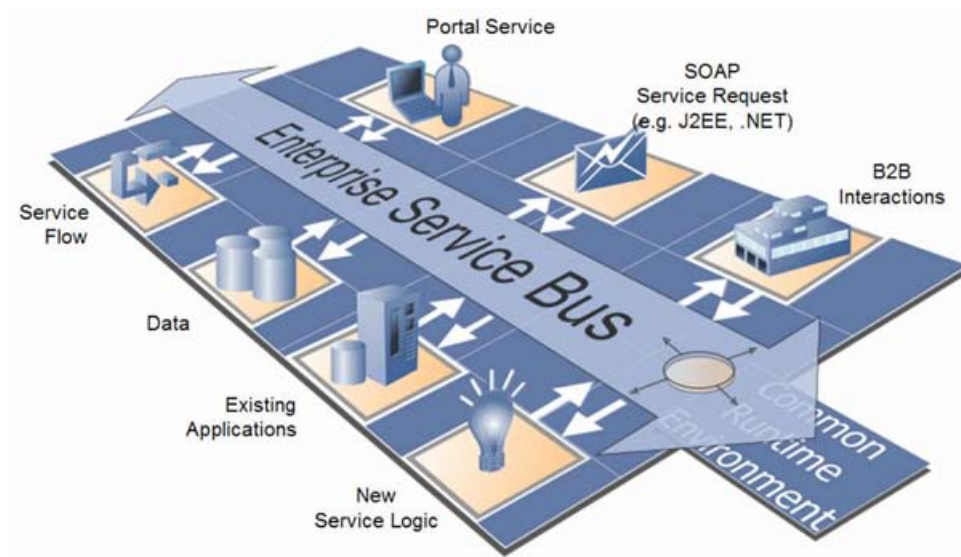 Portal Service
SOAP
Service Request
(e.g. J2EE, .NET)
B2B
Interactions
Enterprise Service Bus
Service
Flow
Data
Existing
Applications
New
Service Logic
Common
Runtime
Environment